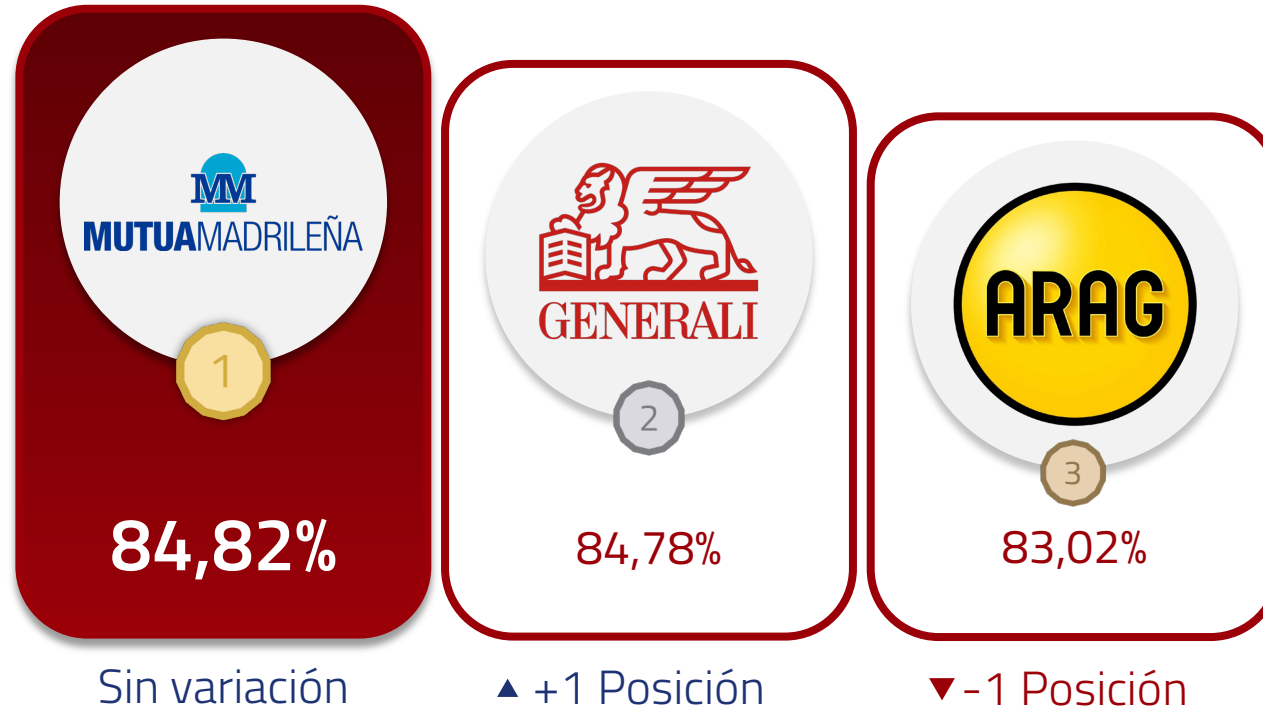 MM
MUTUAMADRILEÑA
1
84,82%
Sin variación
GENERALI
2
84,78%
▲ +1 Posición
ARAG
3
83,02%
▼-1 Posición